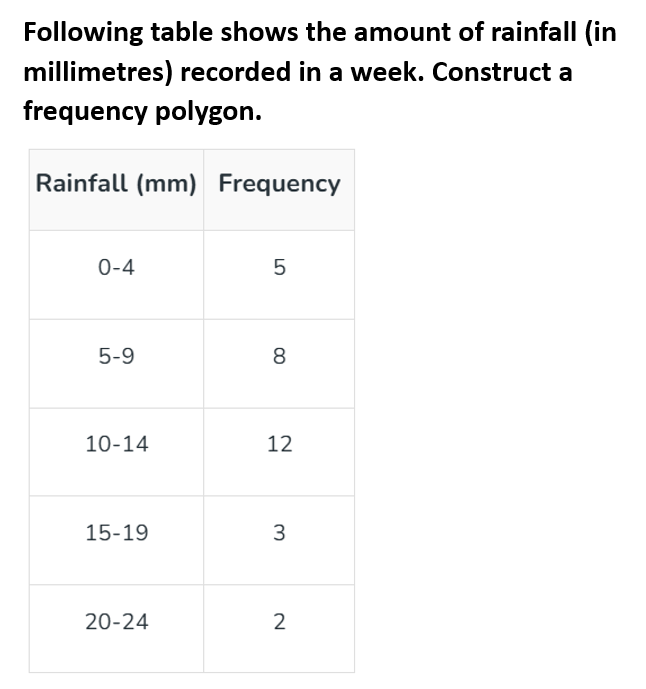 Following table shows the amount of rainfall (in
millimetres) recorded in a week. Construct a
frequency polygon.
Rainfall (mm) Frequency
0-4 5
5-9 8
10-14 12
15-19 3
20-24 2